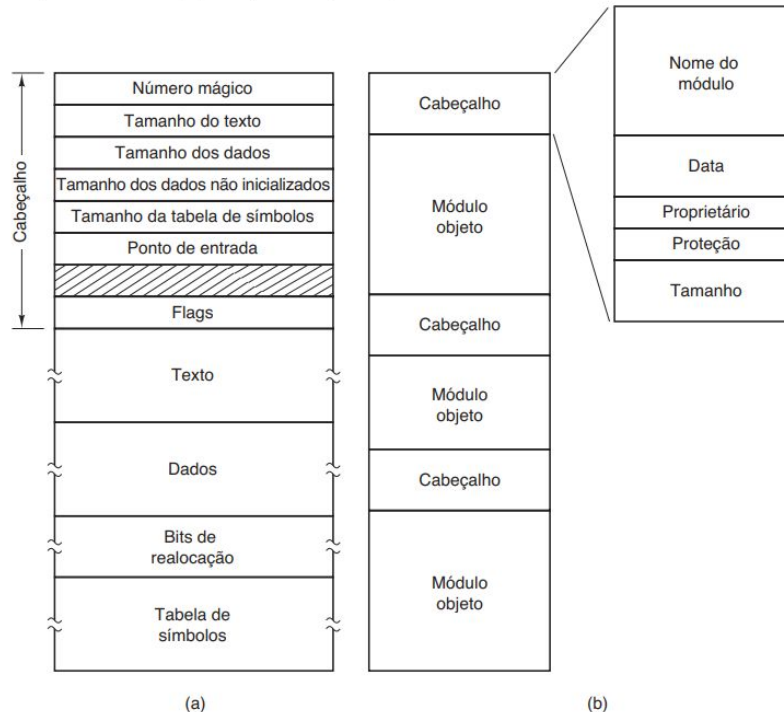 Cabeçalho
Número mágico
Tamanho do texto
Tamanho dos dados
Tamanho dos dados não inicializados
Tamanho da tabela de símbolos
Ponto de entrada
Flags
Texto
Dados
Bits de
realocação
Tabela de
símbolos
(a)
Cabeçalho
Módulo
objeto
Cabeçalho
Módulo
objeto
Cabeçalho
Módulo
objeto
Nome do
módulo
Data
Proprietário
Proteção
Tamanho
(b)